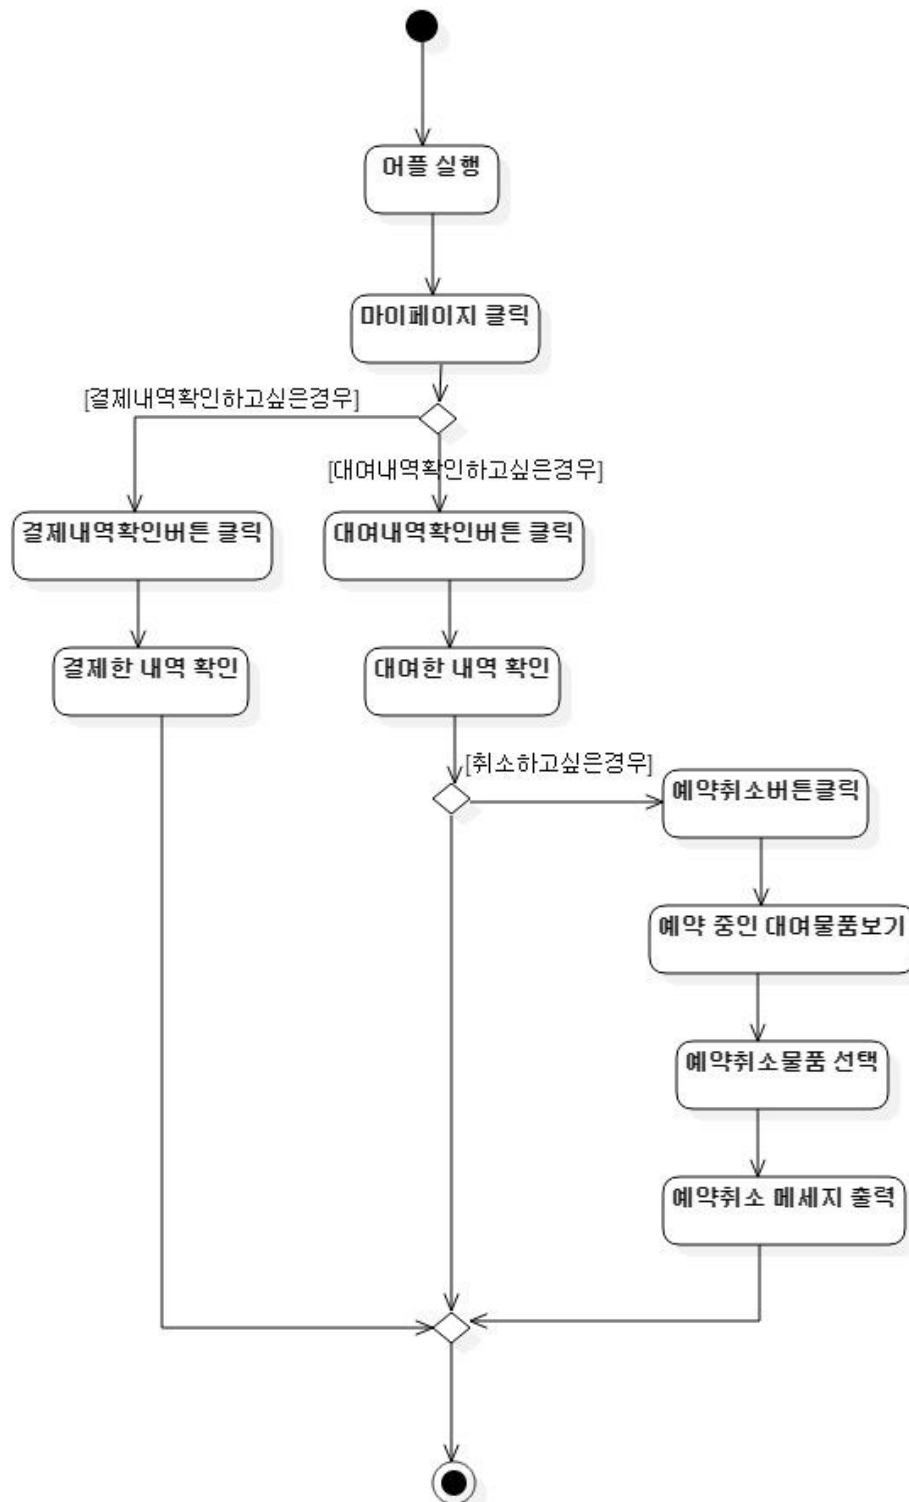 어플 실행
마이페이지 클릭
[결제내역확인하고싶은경우]
[대여내역확인하고싶은경우]
결제내역확인버튼 클릭
대여내역확인버튼 클릭
결제한 내역 확인
대여한 내역 확인
[취소하고싶은경우]
예약취소버튼클릭
예약 중인 대여물품보기
예약취소물품 선택
예약취소 메세지 출력